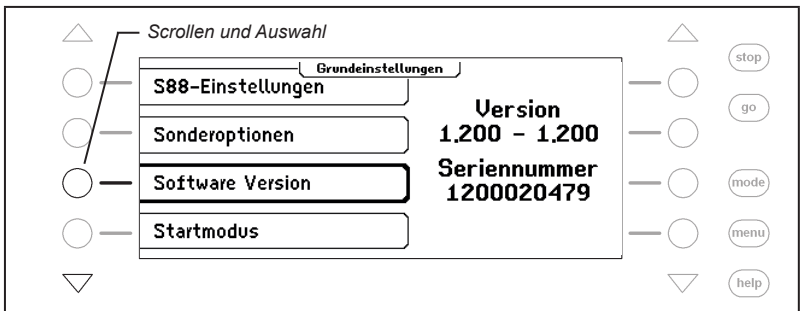 Scrollen und Auswahl
Grundeinstellungen
S88-Einstellungen
Sonderoptionen
Software Version
Startmodus
Version
1.200 - 1.200
Seriennummer
1200020479
stop
go
mode
menu
help